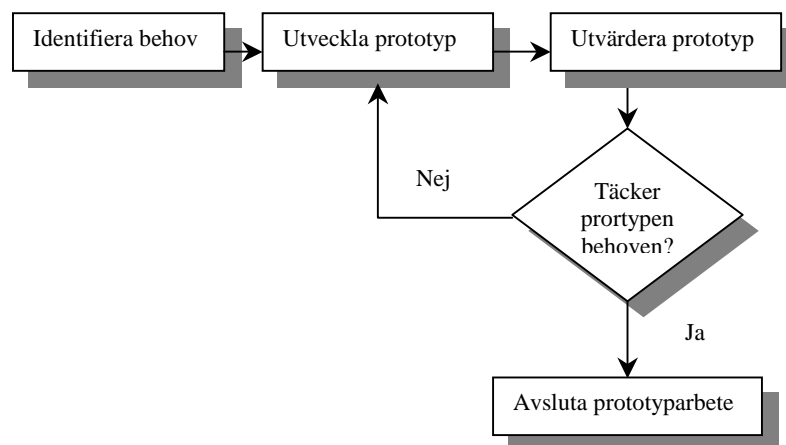 Identifiera behov
Utveckla prototyp
Utvärdera prototyp
Nej
Täcker
prortypen
behoven?
Ja
Avsluta prototyparbete